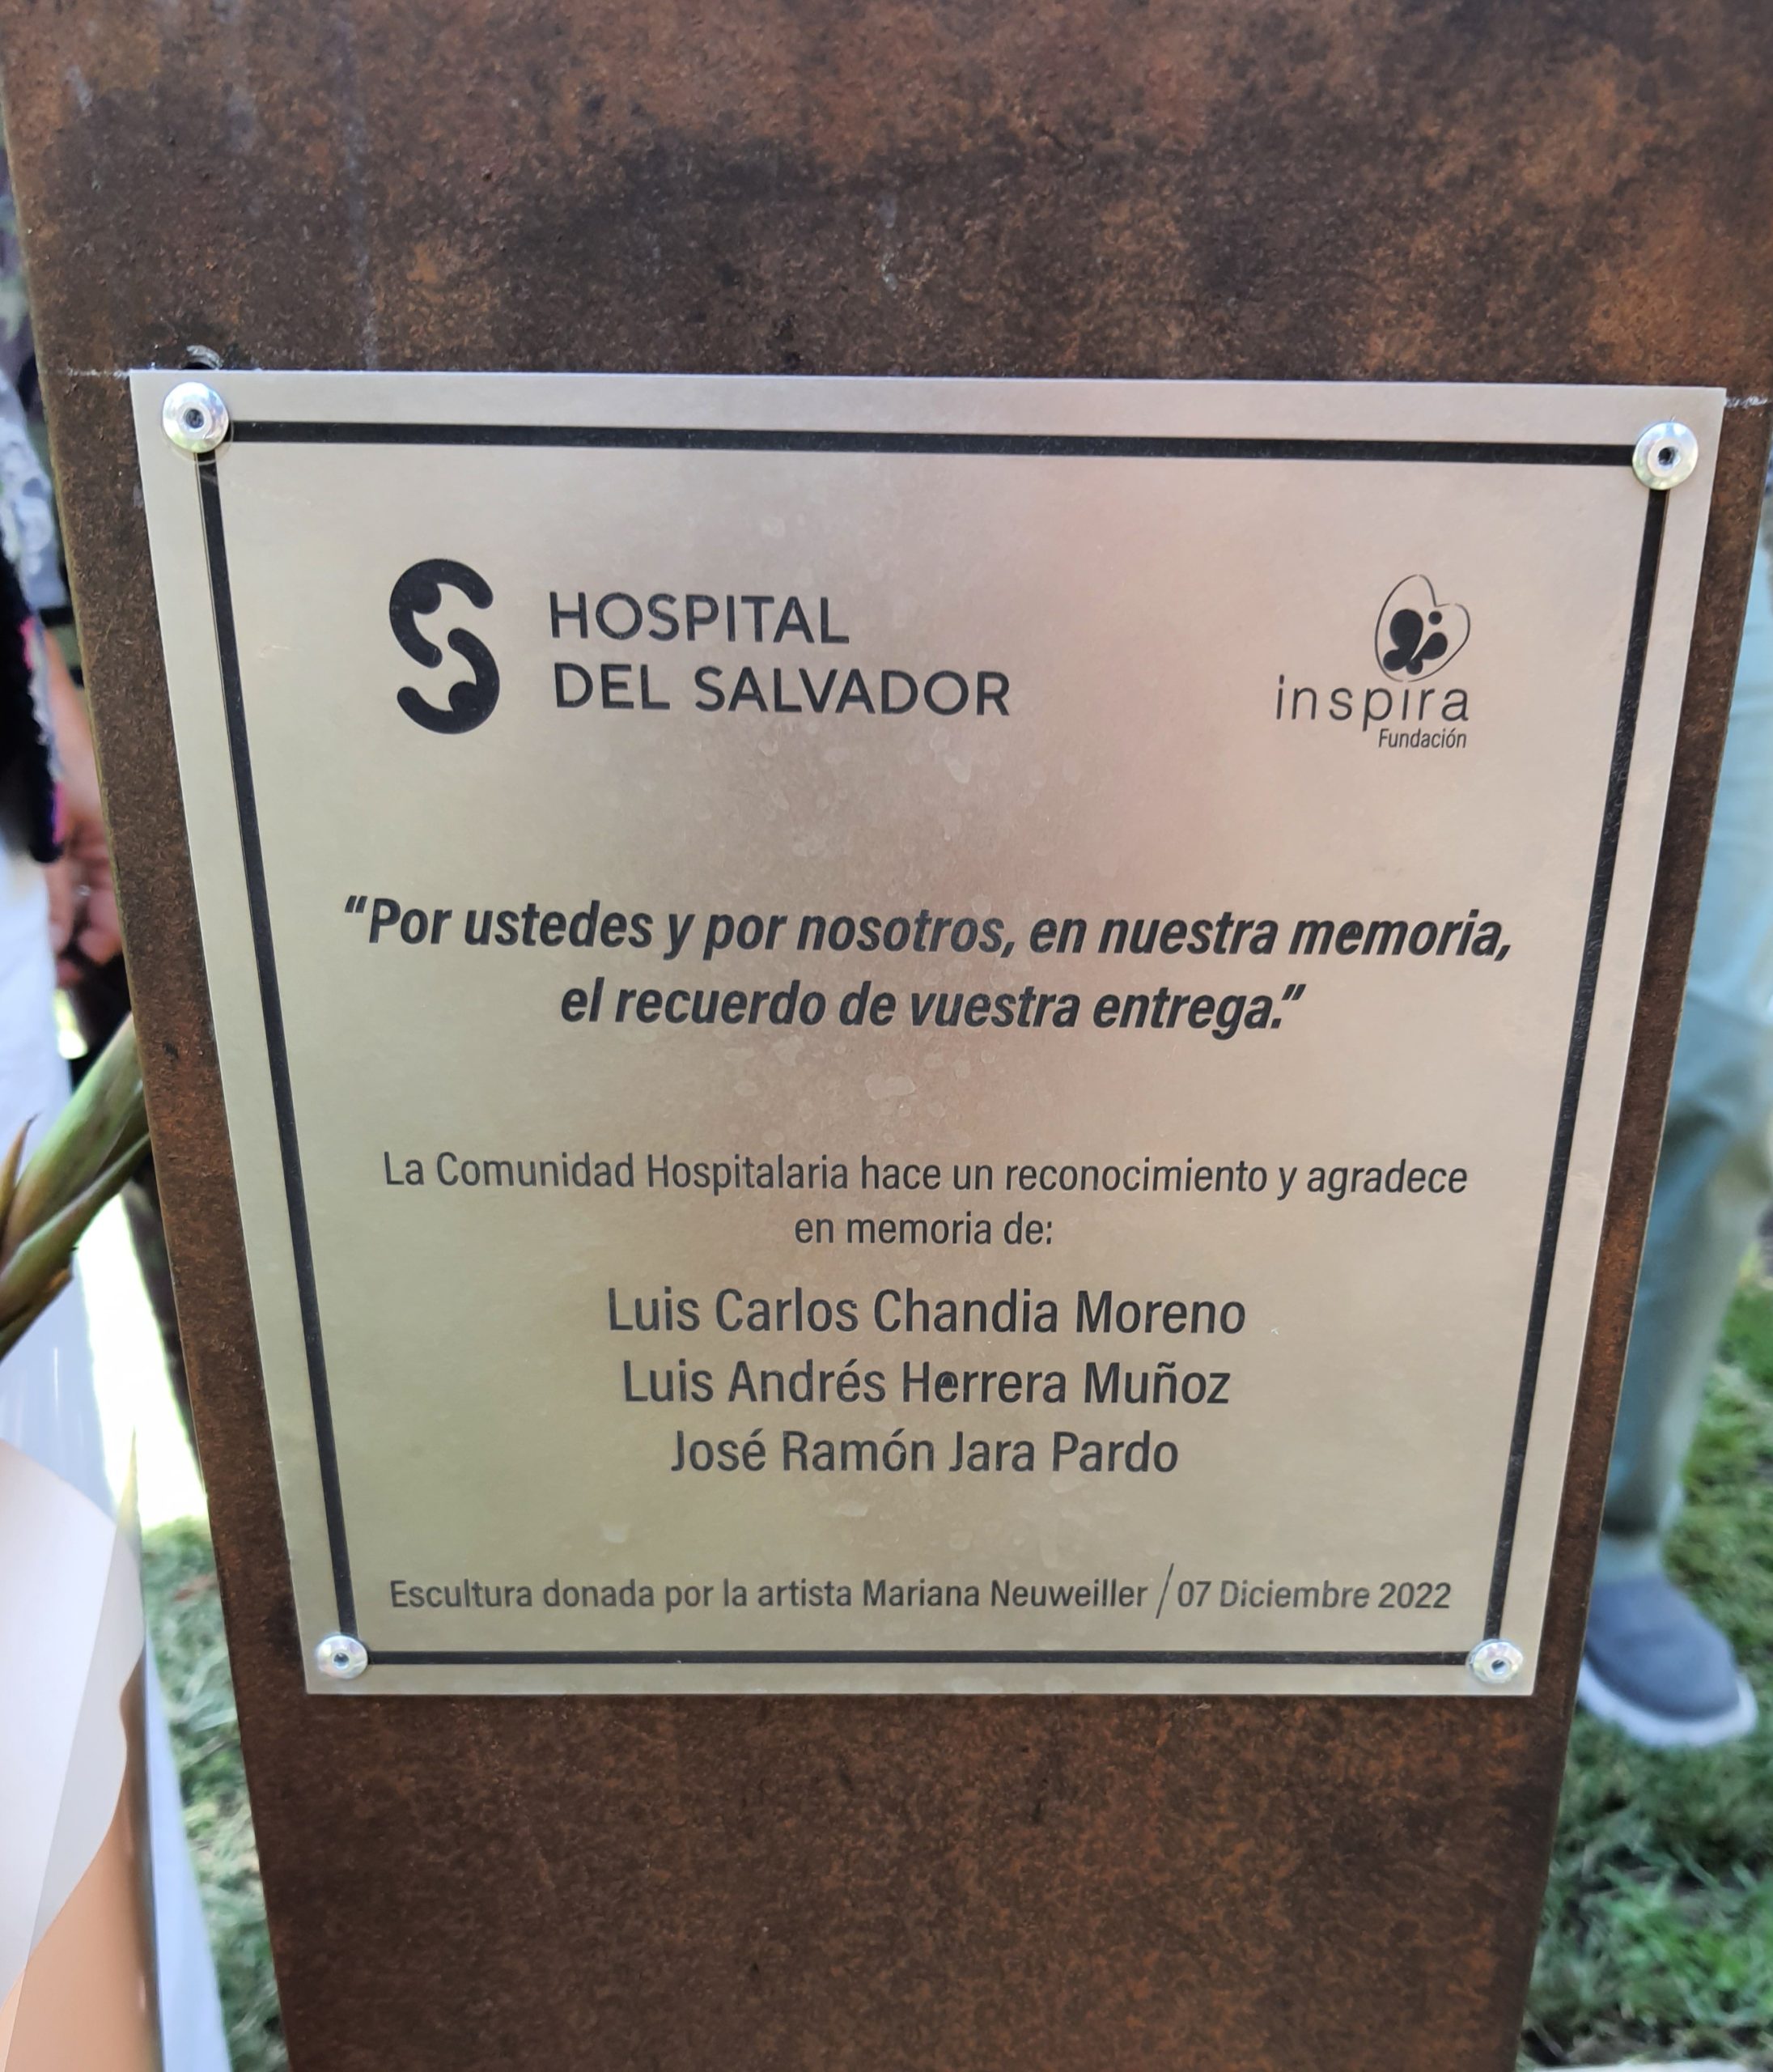 HOSPITAL
DEL SALVADOR
inspira
Fundación
“Por ustedes y por nosotros, en nuestra memoria,
el recuerdo de vuestra entrega.”
La Comunidad Hospitalaria hace un reconocimiento y agradece
en memoria de:
Luis Carlos Chandia Moreno
Luis Andrés Herrera Muñoz
José Ramón Jara Pardo
Escultura donada por la artista Mariana Neuweiller / 07 Diciembre 2022